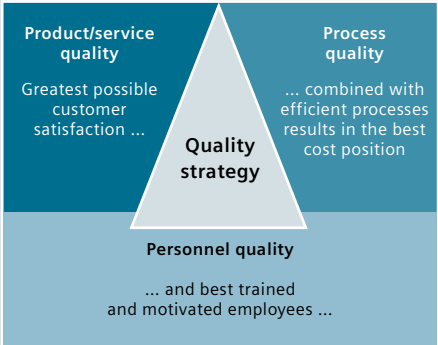 Product/service
quality
Greatest possible
customer
satisfaction ...
Process
quality
... combined with
efficient processes
results in the best
cost position
Quality
strategy
Personnel quality
... and best trained
and motivated employees ...